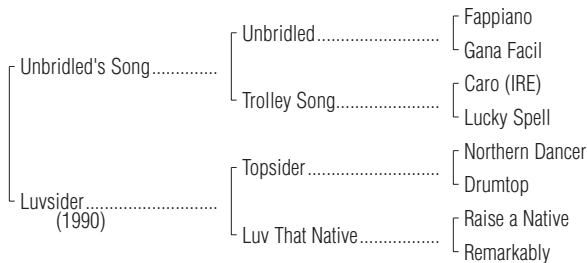 Fappiano
Unbridled
Gana Facil
Unbridled's Song
Caro (IRE)
Trolley Song
Lucky Spell
Northern Dancer
Topsider
Drumtop
Luvsider
(1990)
Raise a Native
Luv That Native
Remarkably